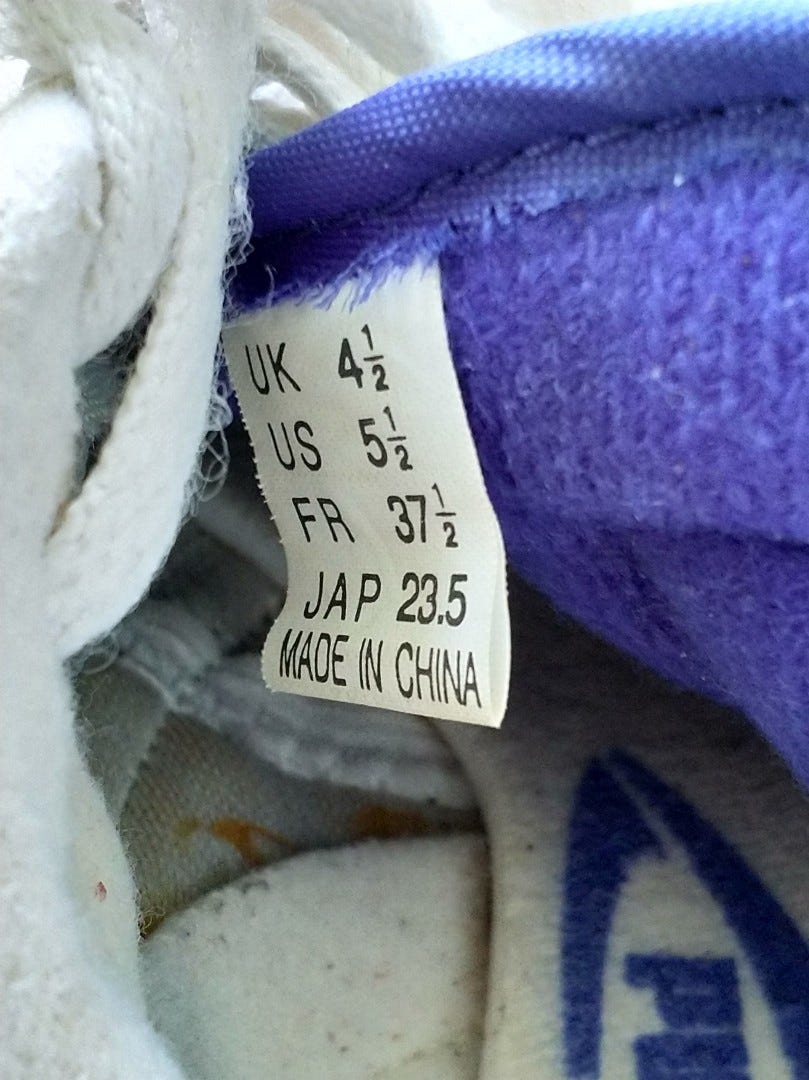 UK 4½
US 5½
FR 37½
JAP 23.5
MADE IN CHINA